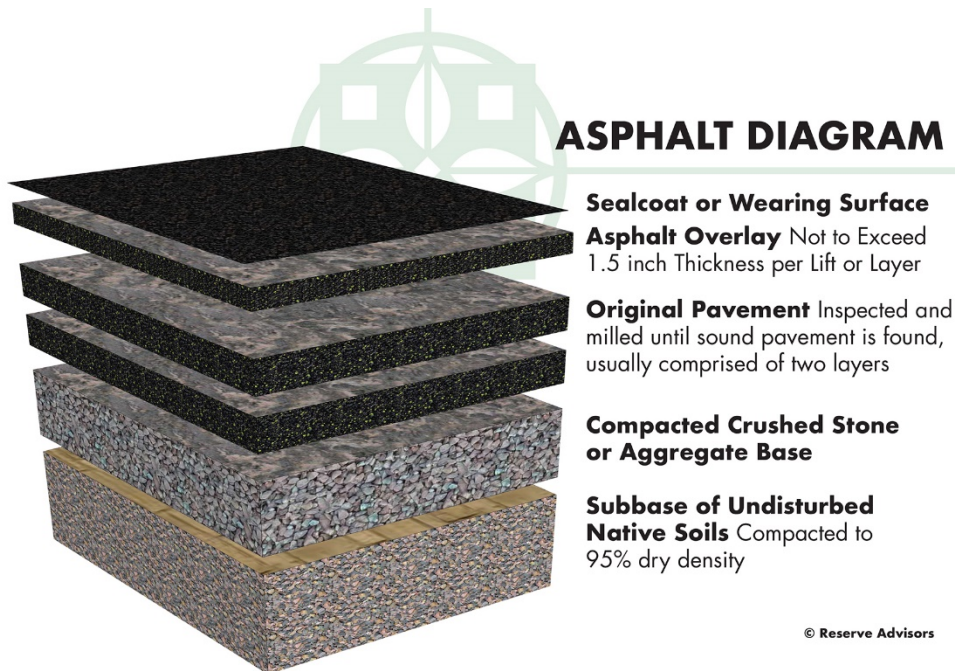 ASPHALT DIAGRAM
Sealcoat or Wearing Surface
Asphalt Overlay Not to Exceed
1.5 inch Thickness per Lift or Layer
Original Pavement Inspected and
milled until sound pavement is found,
usually comprised of two layers
Compacted Crushed Stone
or Aggregate Base
Subbase of Undisturbed
Native Soils Compacted to
95% dry density
© Reserve Advisors